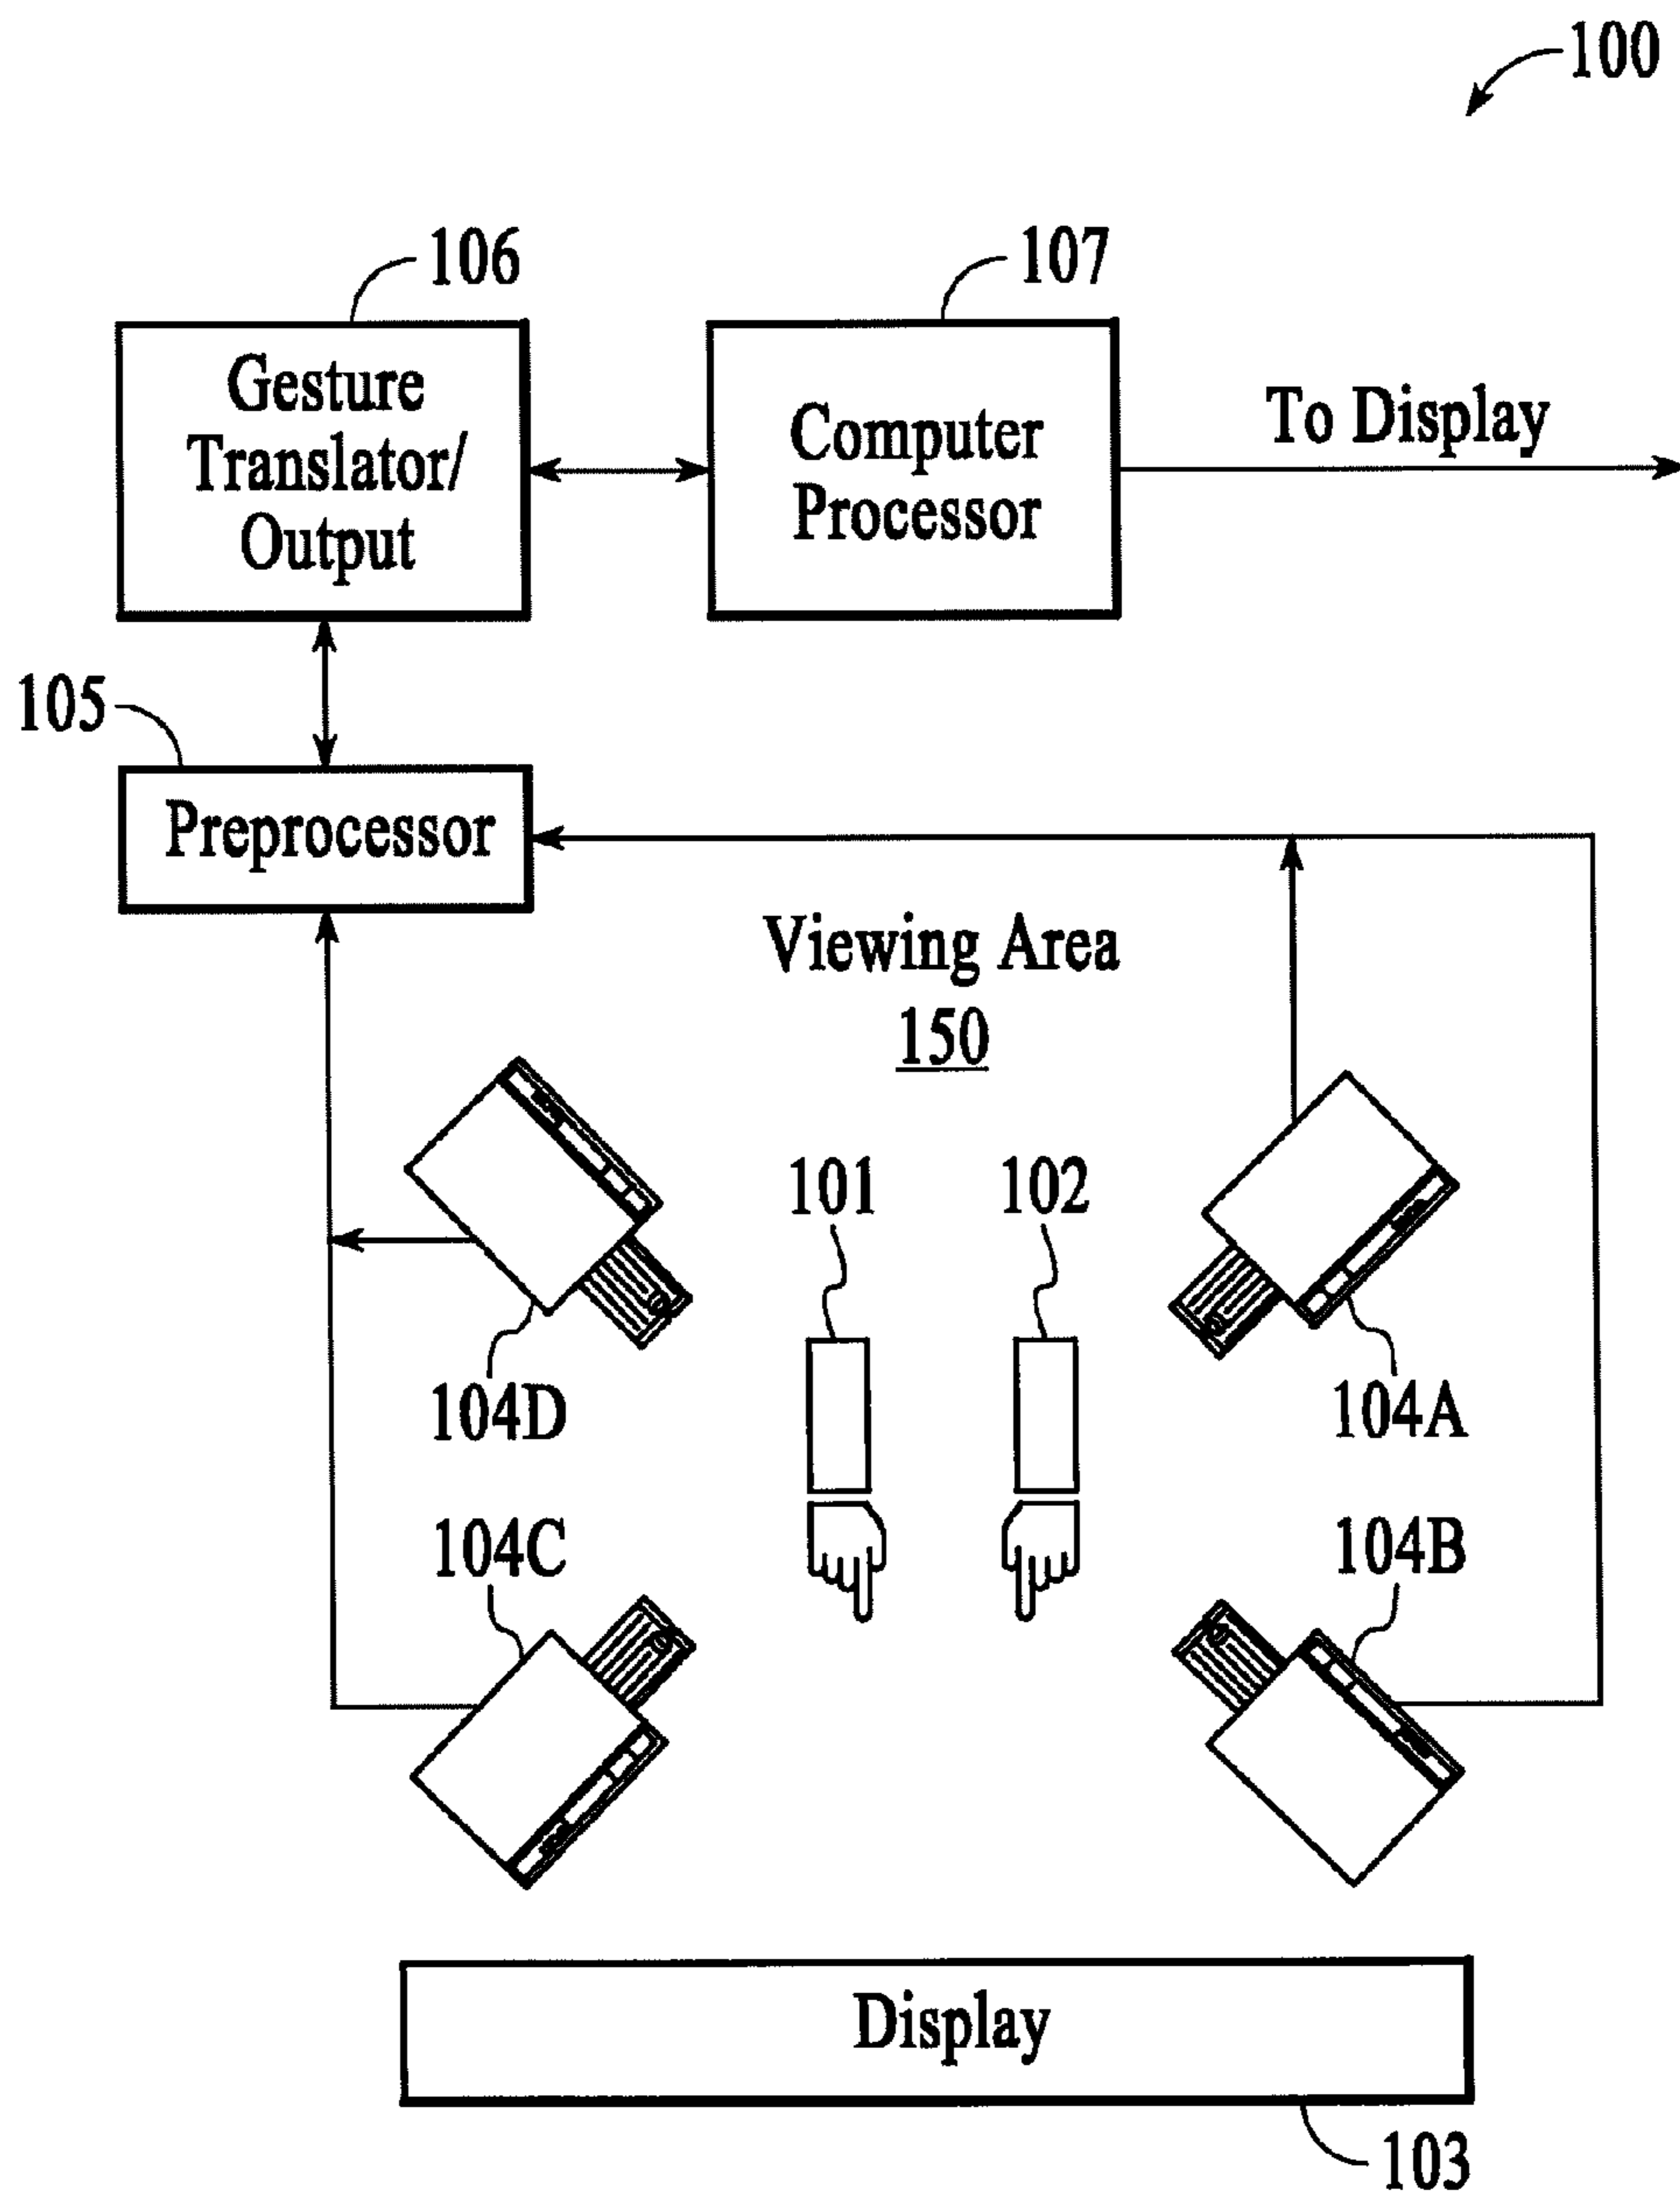 100
106
107
Gesture
Translator/
Output
Computer
Processor
To Display
105
Preprocessor
Viewing Area
150
101
102
104D
104A
104C
104B
Display
103